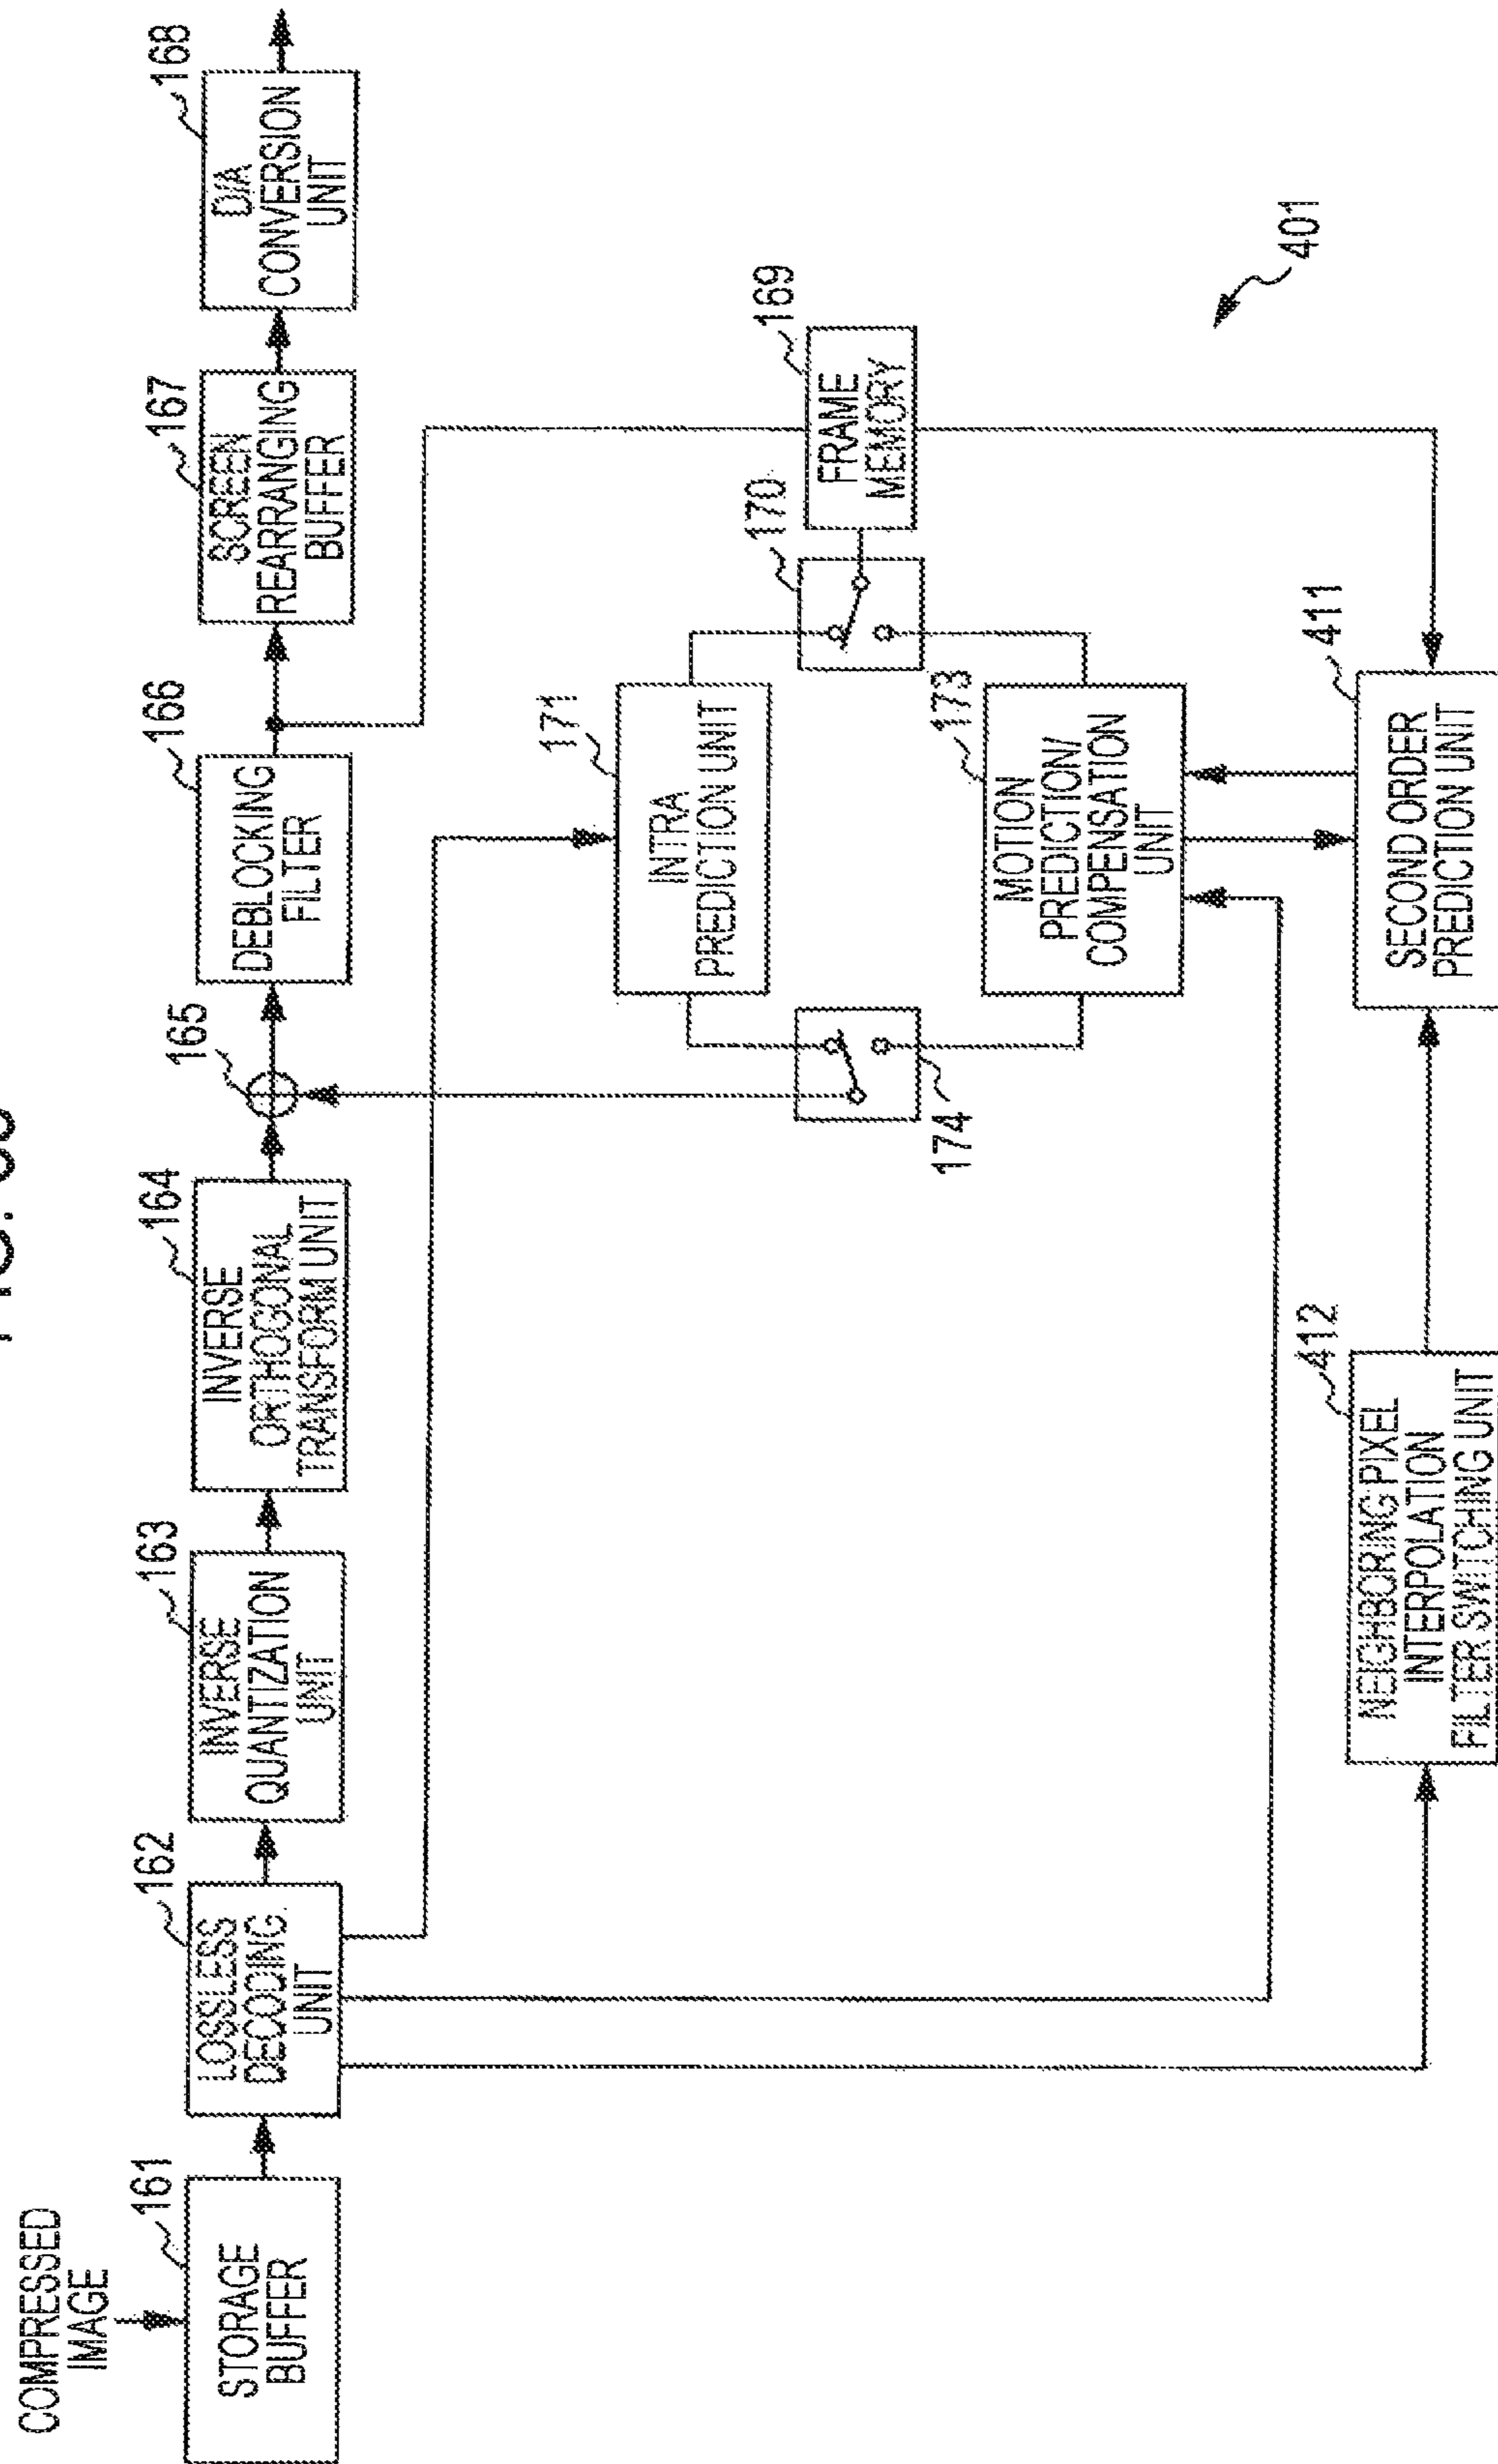 FIG.
COMPRESSED
IMAGE
161
STORAGE
BUFFER
162
LOSSLESS
DECODING
UNIT
163
INVERSE
QUANTIZATION
UNIT
164
INVERSE
ORTHOGONAL
TRANSFORM UNIT
165
166
DEBLOCKING
FILTER
167
SCREEN
REARRANGING
BUFFER
168
D/A
CONVERSION
UNIT
171
INTRA
PREDICTION UNIT
170
169
FRAME
MEMORY
174
173
MOTION
PREDICTION/
COMPENSATION
UNIT
401
412
NEIGHBORING PIXEL
INTERPOLATION
FILTER SWITCHING UNIT
411
SECOND ORDER
PREDICTION UNIT